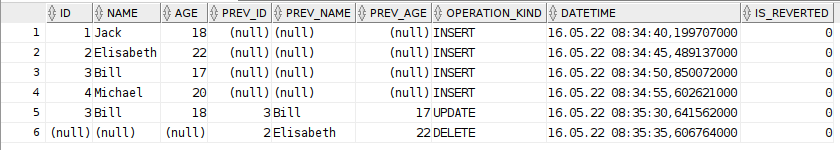 ID NAME AGE PREV_ID PREV_NAME PREV_AGE OPERATION_KIND DATETIME IS_REVERTED
1 1 Jack 18 (null) (null) (null) INSERT 16.05.22 08:34:40,199707000 0
2 2 Elisabeth 22 (null) (null) (null) INSERT 16.05.22 08:34:45,489137000 0
3 3 Bill 17 (null) (null) (null) INSERT 16.05.22 08:34:50,850072000 0
4 4 Michael 20 (null) (null) (null) INSERT 16.05.22 08:34:55,602621000 0
5 3 Bill 18 3 Bill 17 UPDATE 16.05.22 08:35:30,641562000 0
6 (null) (null) (null) 2 Elisabeth 22 DELETE 16.05.22 08:35:35,606764000 0